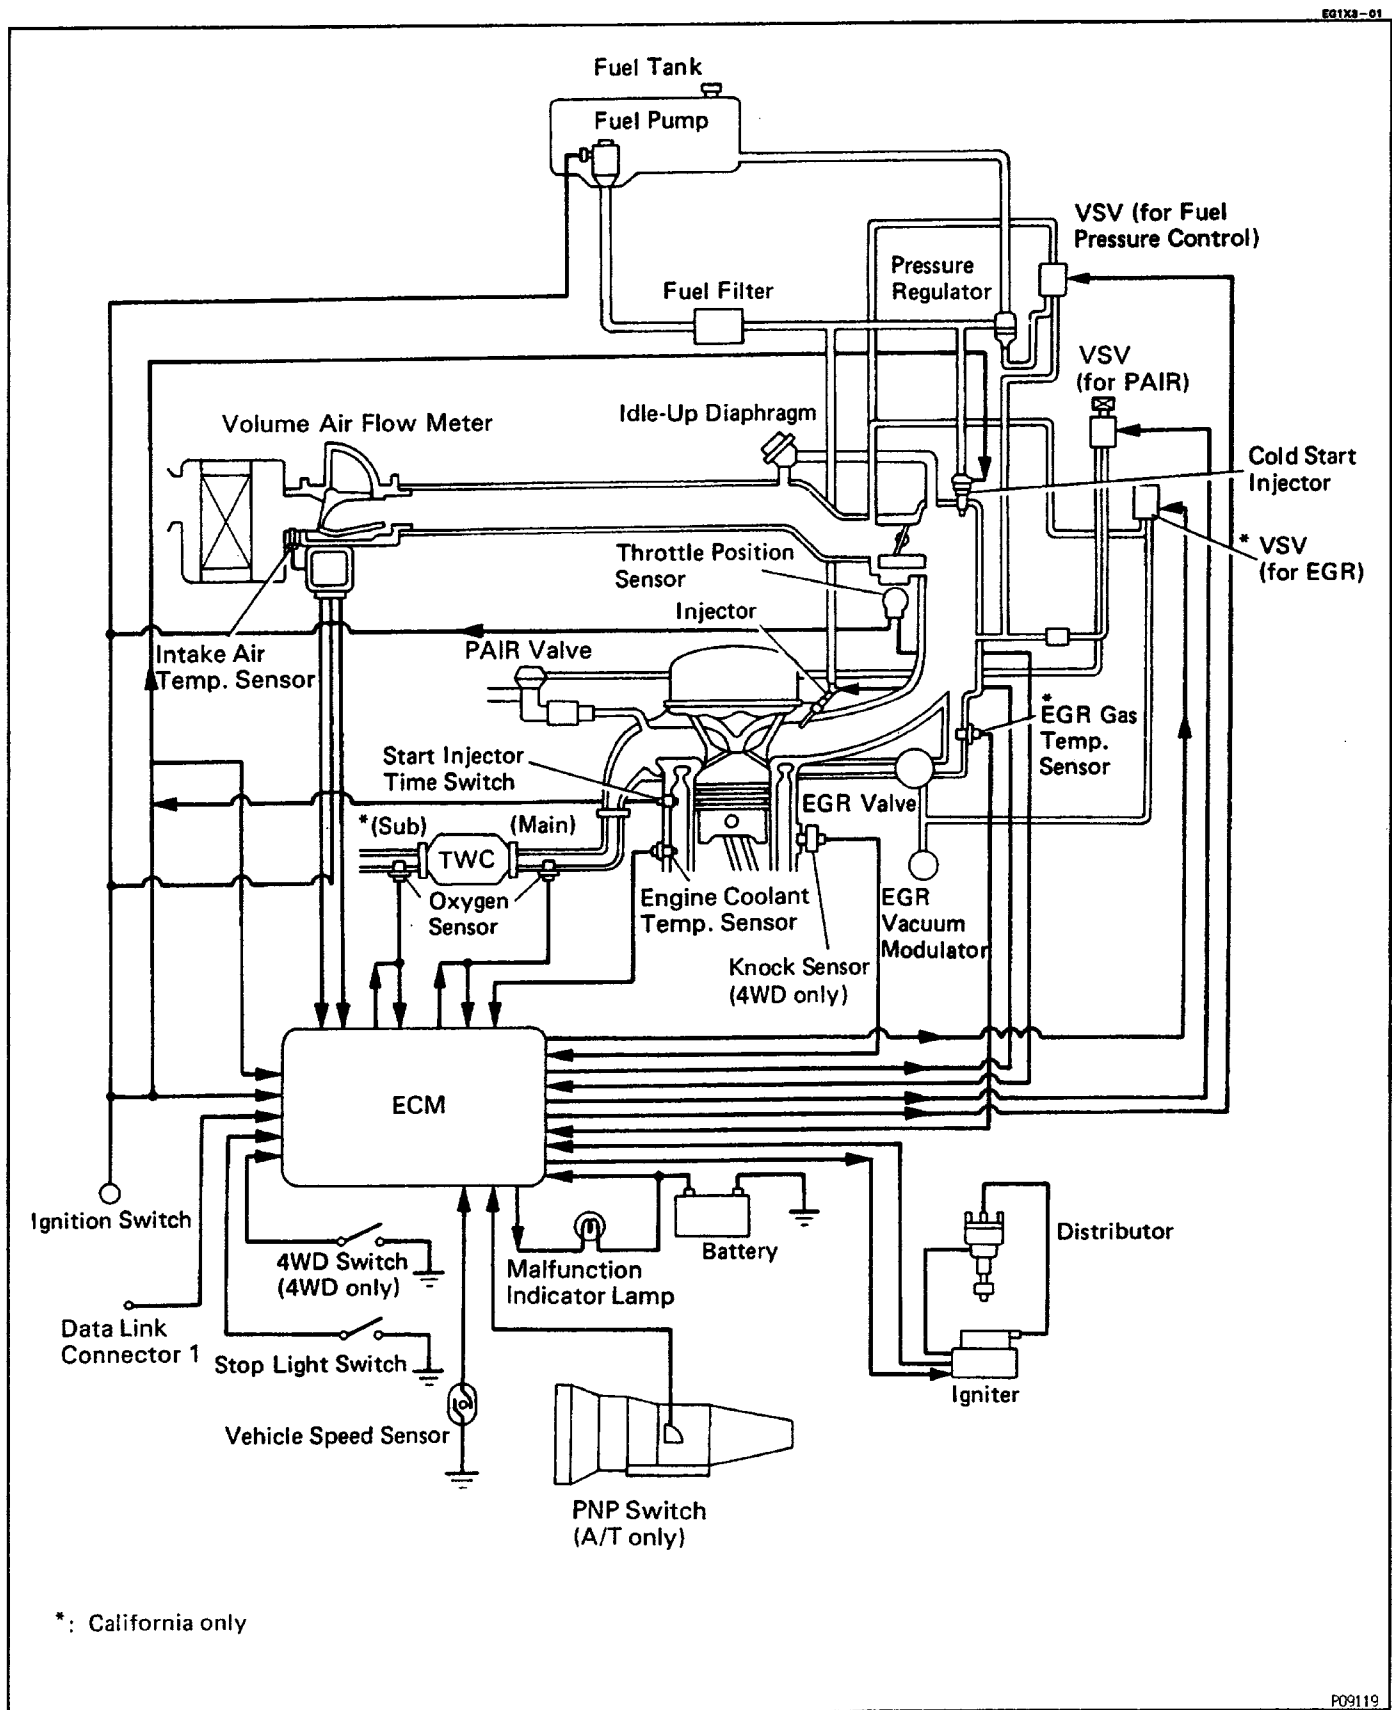 EG1X3-01
Fuel Tank
Fuel Pump
VSV (for Fuel
Pressure Control)
Pressure
Regulator
Fuel Filter
VSV
(for PAIR)
Idle-Up Diaphragm
Volume Air Flow Meter
Cold Start
Injector
Throttle Position
Sensor
* VSV
(for EGR)
Injector
Intake Air
Temp. Sensor
PAIR Valve
*
EGR Gas
Temp.
Sensor
Start Injector
Time Switch
EGR Valve
*(Sub)
(Main)
TWC
Oxygen
Sensor
Engine Coolant
Temp. Sensor
EGR
Vacuum
Modulator
Knock Sensor
(4WD only)
ECM
Ignition Switch
4WD Switch
(4WD only)
Malfunction
Indicator Lamp
Battery
Distributor
Data Link
Connector 1
Stop Light Switch
Igniter
Vehicle Speed Sensor
PNP Switch
(A/T only)
*: California only
P09119